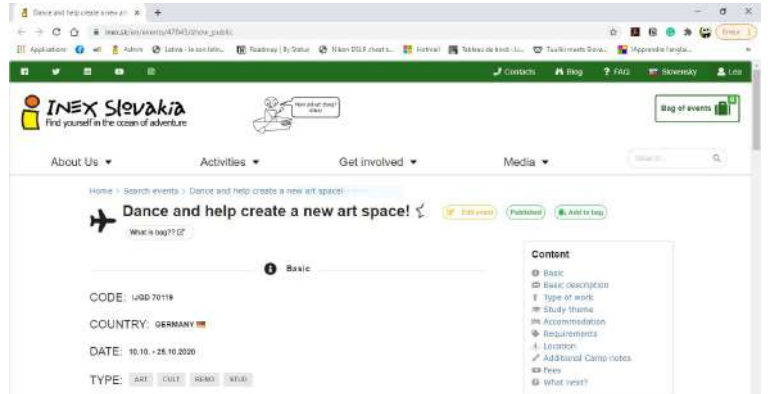 Dance and help create a new art
inex.sk/en/events/47843/show_public
Applications
Admin
Contacts
Blog
FAQ
Slovensky
Lea
INEX Slovakia
Find yourself in the ocean of adventure
Bag of events
About Us
Activities
Get involved
Media
Search
Home > Search events > Dance and help create a new art space!
Dance and help create a new art space!
Edit event
Published
Add to bag
What is bag??
Basic
CODE: IJGD 70119
COUNTRY: GERMANY
DATE: 10.10. - 25.10.2020
TYPE: ART CULT RENO STUD
Content
Basic
Basic description
Type of work
Study theme
Accommodation
Requirements
Location
Additional Camp notes
Fees
What next?